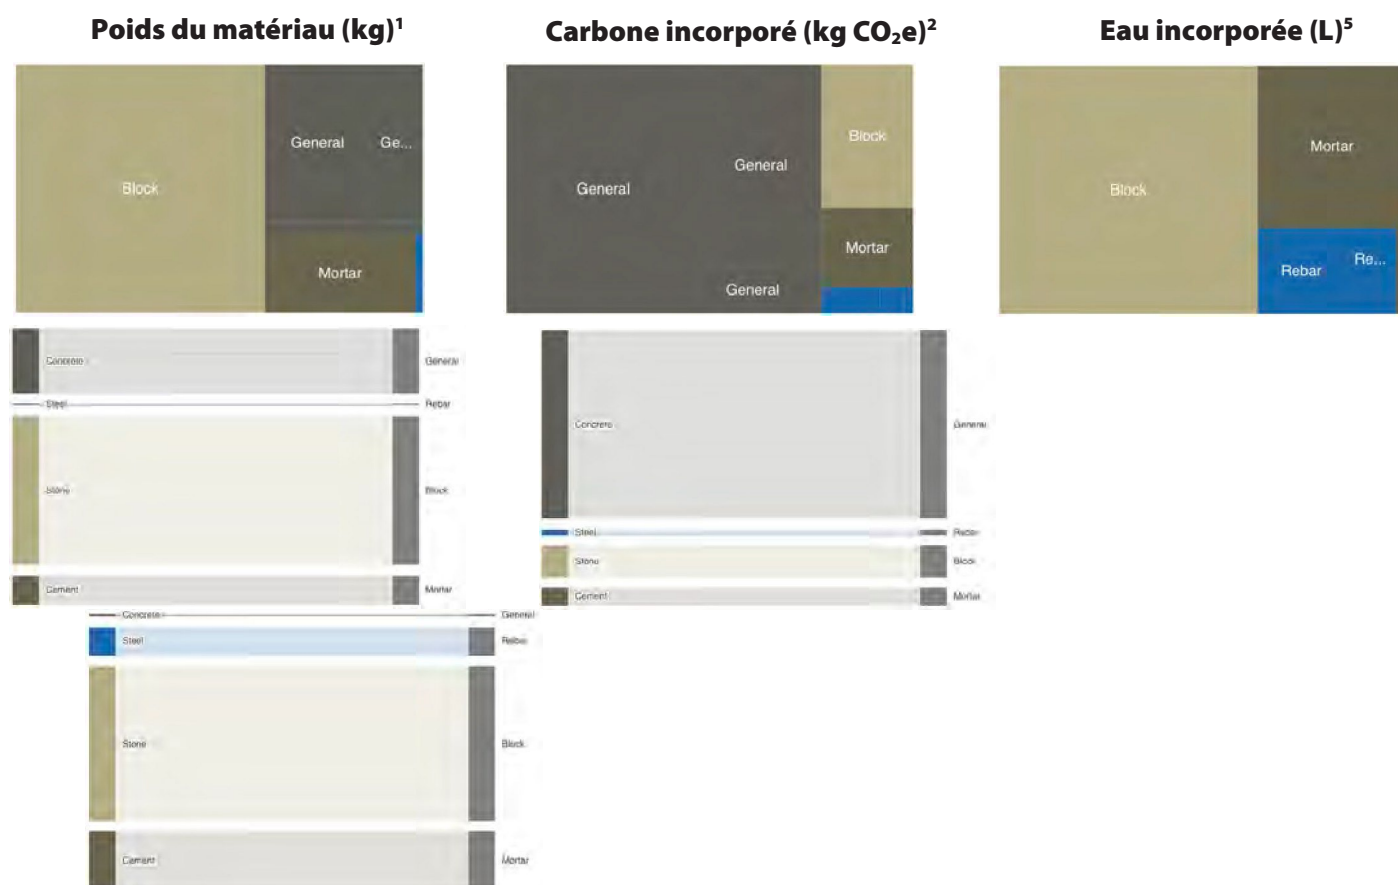 Poids du matériau (kg)¹
Carbone incorporé (kg CO₂e)²
Eau incorporée (L)⁵
Block
General
Ge...
Mortar
General
General
General
Block
Mortar
Block
Mortar
Rebar
Re...
Concrete
General
Steel
Rebar
Stone
Block
Cement
Mortar
Concrete
General
Steel
Rebar
Stone
Block
Cement
Mortar
Concrete
General
Steel
Rebar
Stone
Block
Cement
Mortar